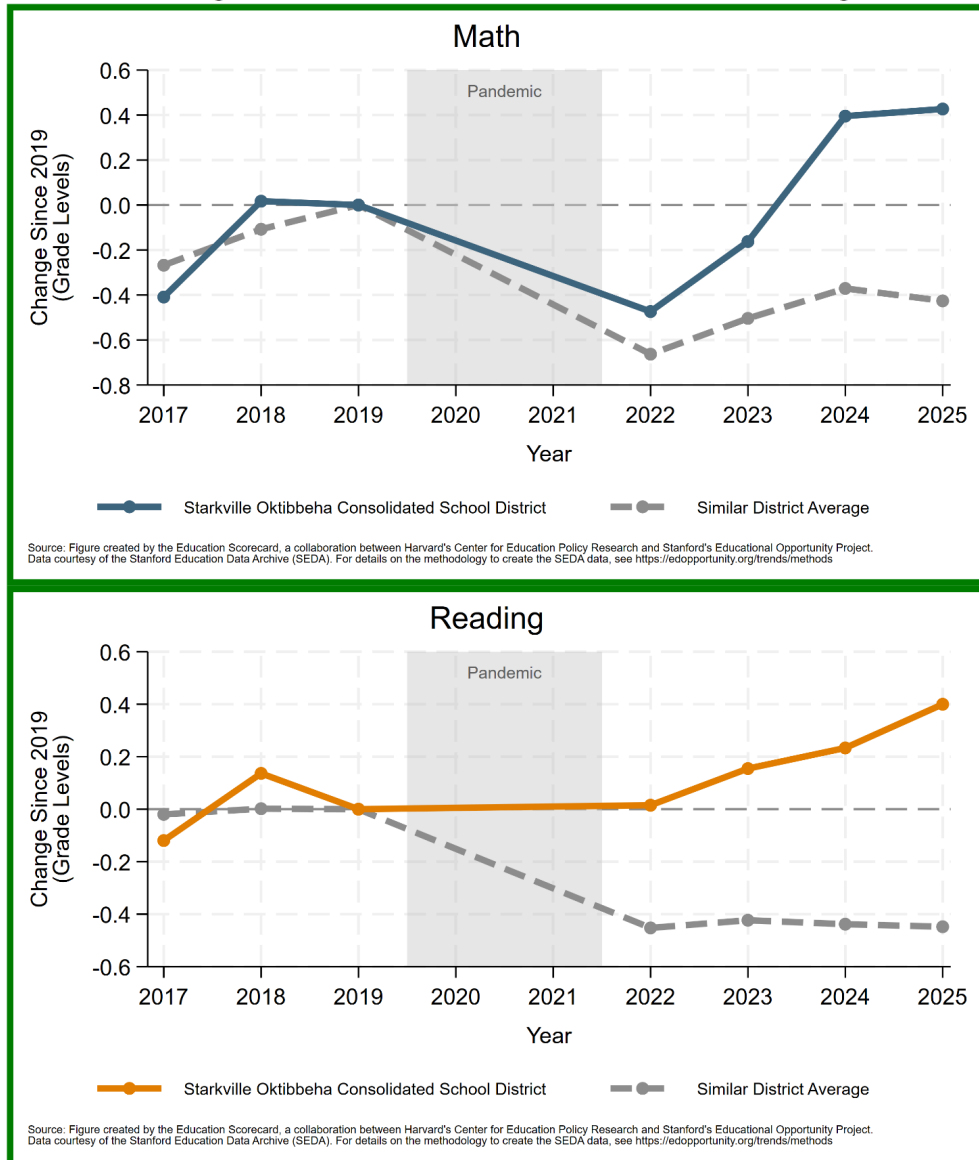 Math
Change Since 2019
(Grade Levels)
0.6
0.4
0.2
0.0
-0.2
-0.4
-0.6
-0.8
Pandemic
2017 2018 2019 2020 2021 2022 2023 2024 2025
Year
Starkville Oktibbeha Consolidated School District Similar District Average
Source: Figure created by the Education Scorecard, a collaboration between Harvard's Center for Education Policy Research and Stanford's Educational Opportunity Project.
Data courtesy of the Stanford Education Data Archive (SEDA). For details on the methodology to create the SEDA data, see https://edopportunity.org/trends/methods
Reading
Change Since 2019
(Grade Levels)
0.6
0.4
0.2
0.0
-0.2
-0.4
-0.6
Pandemic
2017 2018 2019 2020 2021 2022 2023 2024 2025
Year
Starkville Oktibbeha Consolidated School District Similar District Average
Source: Figure created by the Education Scorecard, a collaboration between Harvard's Center for Education Policy Research and Stanford's Educational Opportunity Project.
Data courtesy of the Stanford Education Data Archive (SEDA). For details on the methodology to create the SEDA data, see https://edopportunity.org/trends/methods